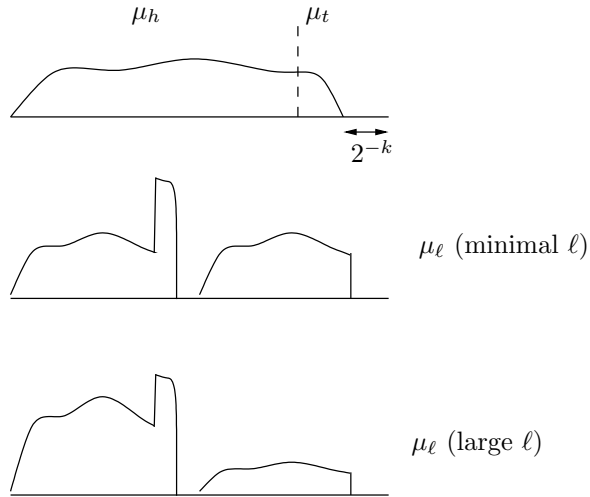 μ_h μ_t
2^{-k}
μ_ℓ (minimal ℓ)
μ_ℓ (large ℓ)